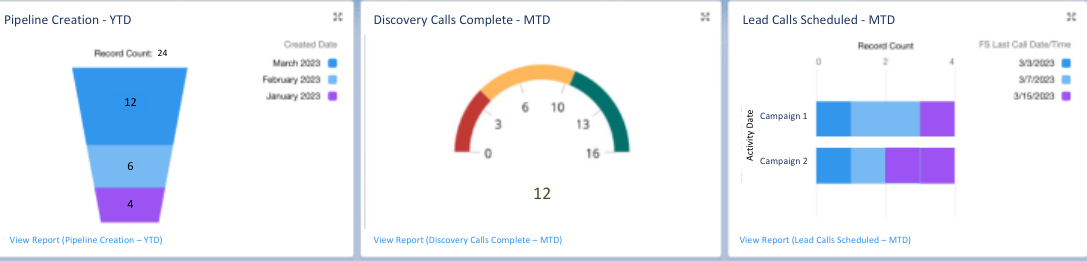 Pipeline Creation - YTD
Record Count: 24
Created Date
March 2023
February 2023
January 2023
12
6
4
View Report (Pipeline Creation – YTD)
Discovery Calls Complete - MTD
0
3
6
10
13
16
12
View Report (Discovery Calls Complete – MTD)
Lead Calls Scheduled - MTD
Record Count
0
2
4
FS Last Call Date/Time
3/3/2023
3/7/2023
3/15/2023
Activity Date
Campaign 1
Campaign 2
View Report (Lead Calls Scheduled – MTD)